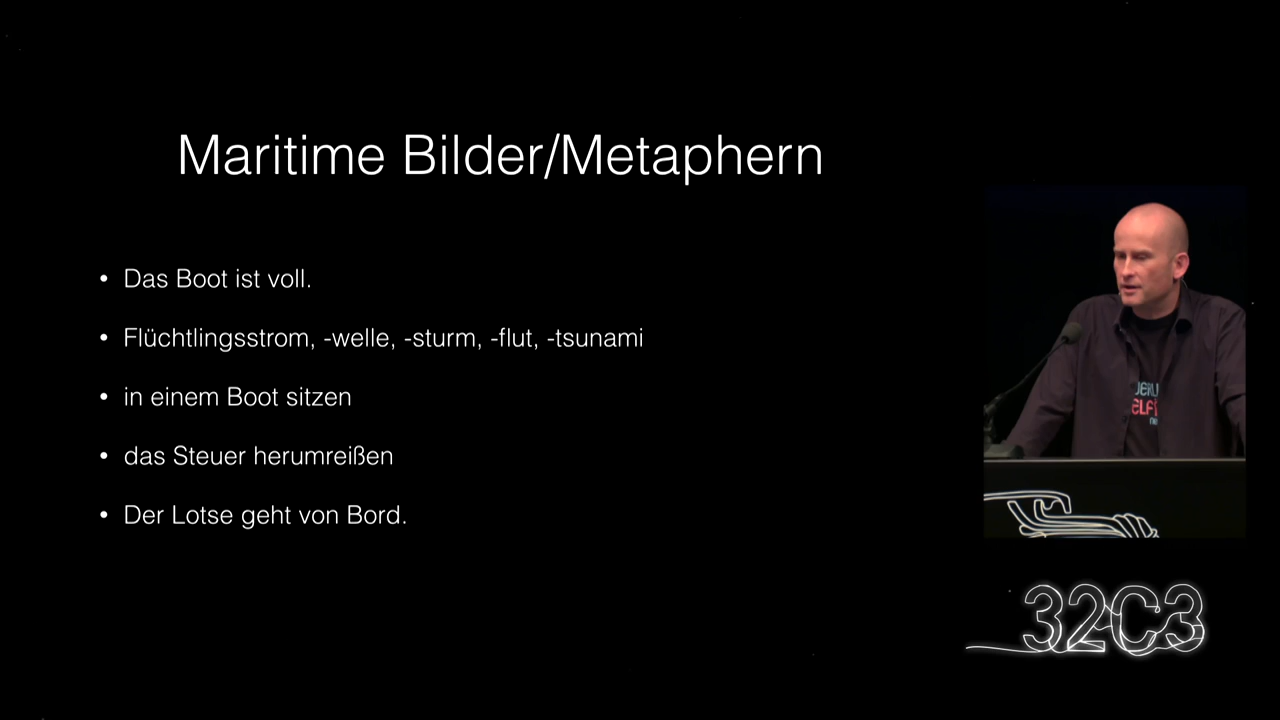 Maritime Bilder/Metaphern
• Das Boot ist voll.
• Flüchtlingsstrom, -welle, -sturm, -flut, -tsunami
• in einem Boot sitzen
• das Steuer herumreißen
• Der Lotse geht von Bord.
32C3